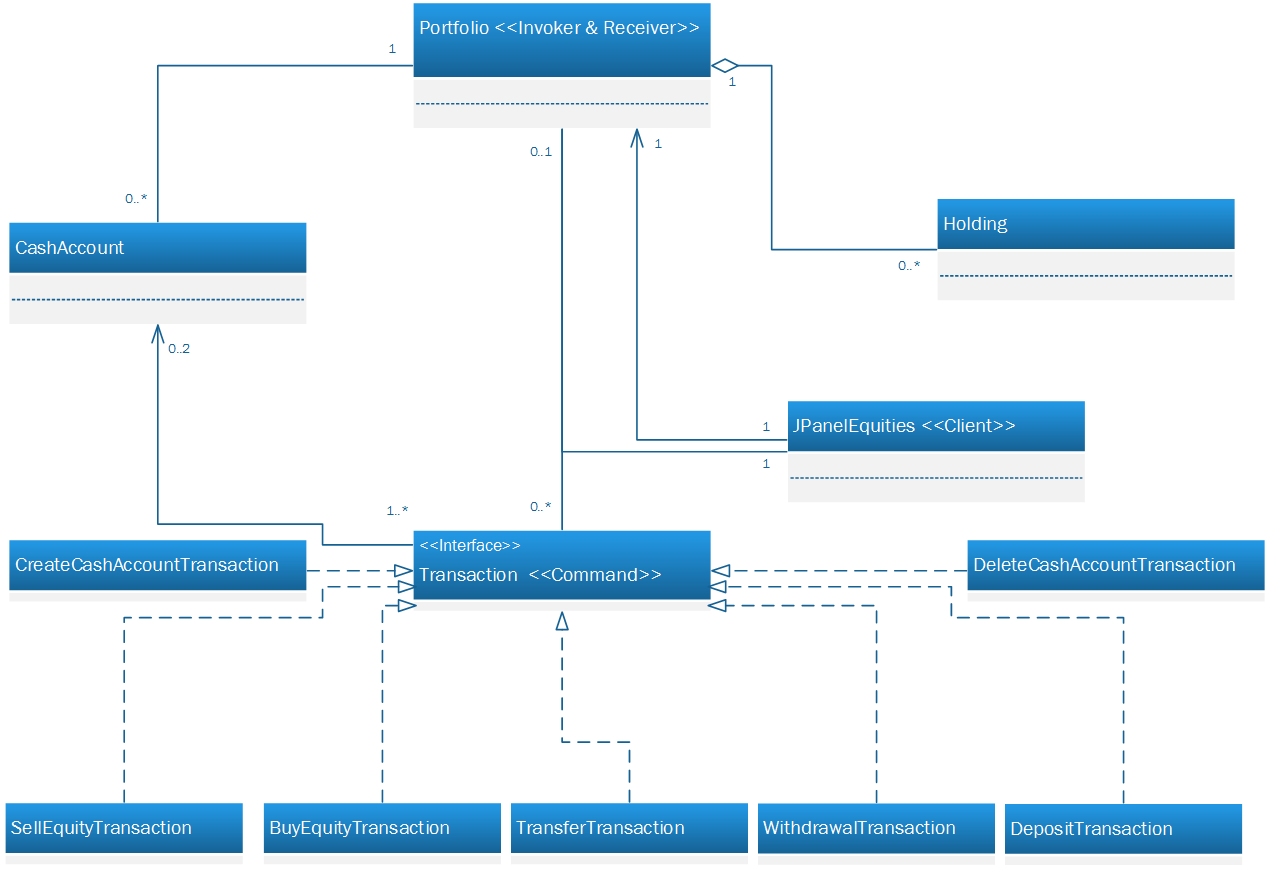 Portfolio <<Invoker & Receiver>>
1
1
0..1
1
0..*
CashAccount
Holding
0..*
0..2
JPanelEquities <<Client>>
1
1
1..*
0..*
<<Interface>>
Transaction <<Command>>
CreateCashAccountTransaction
DeleteCashAccountTransaction
SellEquityTransaction
BuyEquityTransaction
TransferTransaction
WithdrawalTransaction
DepositTransaction